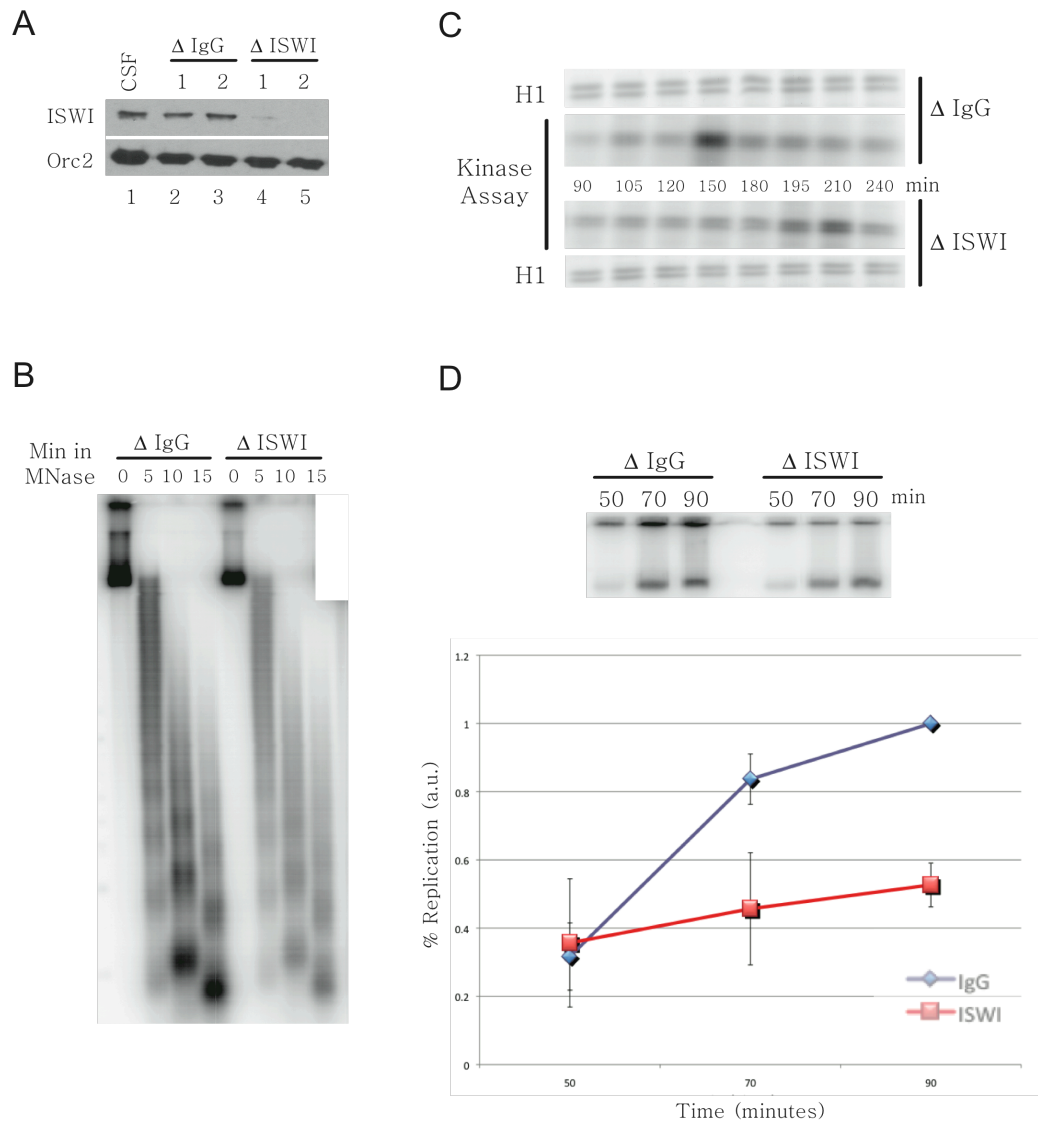 A
CSF
Δ IgG Δ ISWI
1 2 1 2
ISWI
Orc2
1 2 3 4 5
C
H1
Δ IgG
Kinase
Assay
90 105 120 150 180 195 210 240 min
Δ ISWI
H1
B
Min in
MNase
Δ IgG Δ ISWI
0 5 10 15 0 5 10 15
D
Δ IgG Δ ISWI
50 70 90 50 70 90 min
1.2
1
0.8
0.6
0.4
0.2
0
% Replication (a.u.)
IgG
ISWI
50 70 90
Time (minutes)